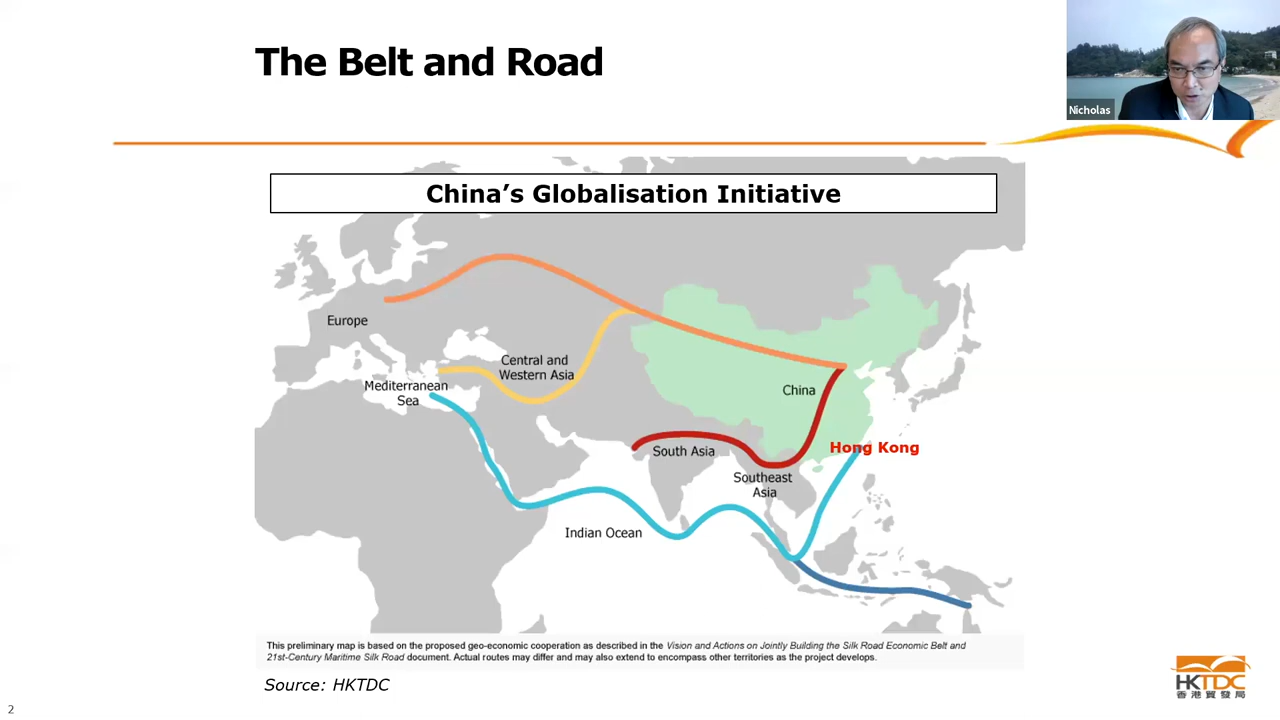 The Belt and Road
Nicholas
China’s Globalisation Initiative
Europe
Central and
Western Asia
Mediterranean
Sea
China
Hong Kong
South Asia
Southeast
Asia
Indian Ocean
This preliminary map is based on the proposed geo-economic cooperation as described in the Vision and Actions on Jointly Building the Silk Road Economic Belt and
21st-Century Maritime Silk Road document. Actual routes may differ and may also extend to encompass other territories as the project develops.
Source: HKTDC
HKTDC
香港貿發局
2